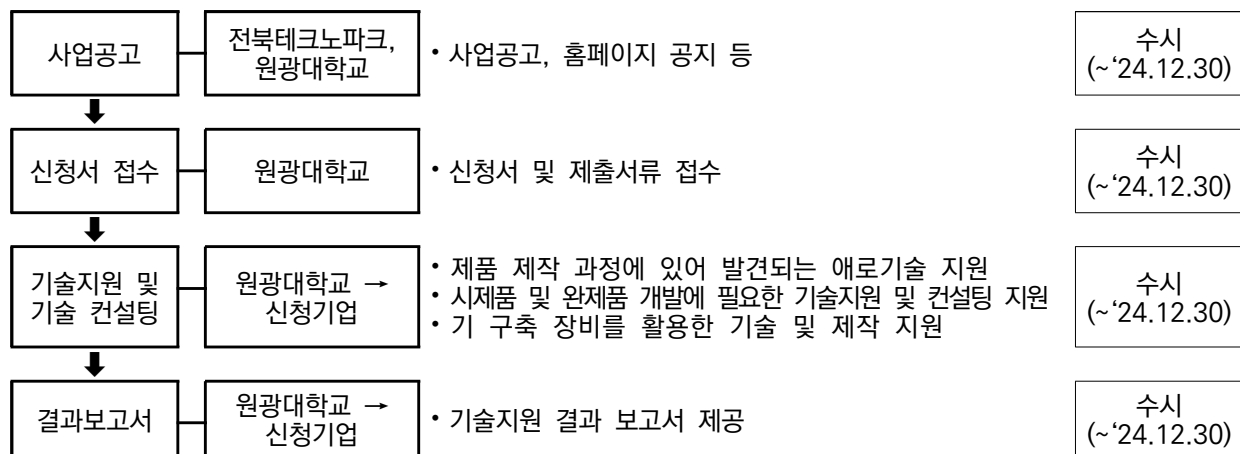 사업공고
전북테크노파크,
원광대학교
• 사업공고, 홈페이지 공지 등
수시
(~‘24.12.30)
신청서 접수
원광대학교
• 신청서 및 제출서류 접수
수시
(~‘24.12.30)
기술지원 및
기술 컨설팅
원광대학교 →
신청기업
• 제품 제작 과정에 있어 발견되는 애로기술 지원
• 시제품 및 완제품 개발에 필요한 기술지원 및 컨설팅 지원
• 기 구축 장비를 활용한 기술 및 제작 지원
수시
(~‘24.12.30)
결과보고서
원광대학교 →
신청기업
• 기술지원 결과 보고서 제공
수시
(~‘24.12.30)